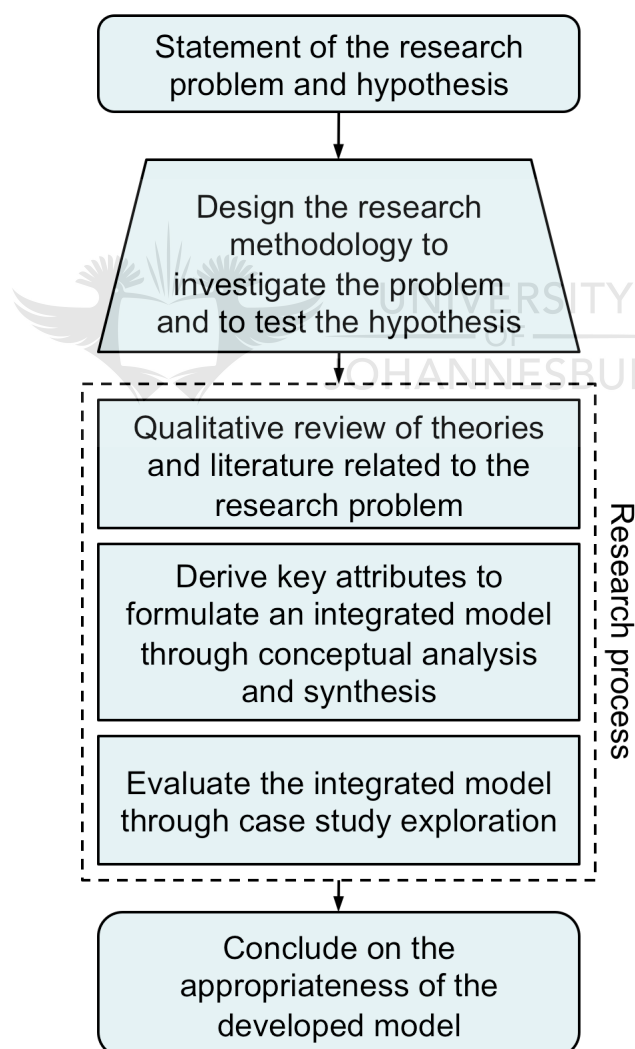 Statement of the research
problem and hypothesis
Design the research
methodology to
investigate the problem
and to test the hypothesis
UNIVERSITY
OF
JOHANNESBU
Qualitative review of theories
and literature related to the
research problem
Derive key attributes to
formulate an integrated model
through conceptual analysis
and synthesis
Evaluate the integrated model
through case study exploration
Research process
Conclude on the
appropriateness of the
developed model